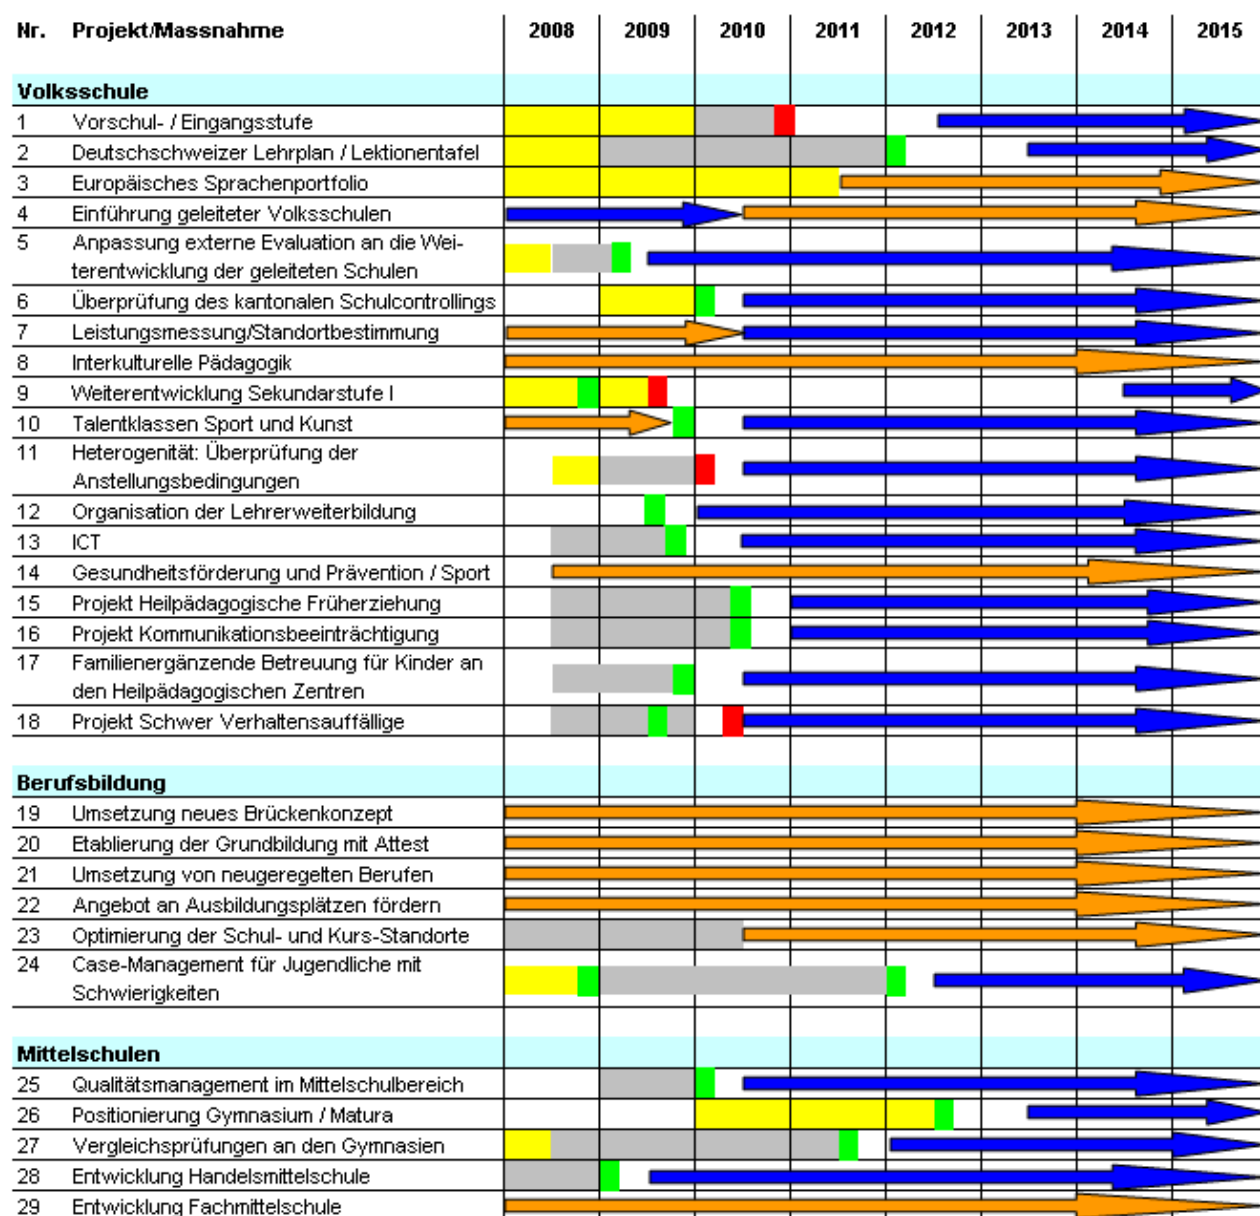 Nr. Projekt/Massnahme 2008 2009 2010 2011 2012 2013 2014 2015
Volksschule
1 Vorschul- / Eingangsstufe
2 Deutschschweizer Lehrplan / Lektionentafel
3 Europäisches Sprachenportfolio
4 Einführung geleiteter Volksschulen
5 Anpassung externe Evaluation an die Wei-
terentwicklung der geleiteten Schulen
6 Überprüfung des kantonalen Schulcontrollings
7 Leistungsmessung/Standortbestimmung
8 Interkulturelle Pädagogik
9 Weiterentwicklung Sekundarstufe I
10 Talentklassen Sport und Kunst
11 Heterogenität: Überprüfung der
Anstellungsbedingungen
12 Organisation der Lehrerweiterbildung
13 ICT
14 Gesundheitsförderung und Prävention / Sport
15 Projekt Heilpädagogische Früherziehung
16 Projekt Kommunikationsbeeinträchtigung
17 Familienergänzende Betreuung für Kinder an
den Heilpädagogischen Zentren
18 Projekt Schwer Verhaltensauffällige
Berufsbildung
19 Umsetzung neues Brückenkonzept
20 Etablierung der Grundbildung mit Attest
21 Umsetzung von neugeregelten Berufen
22 Angebot an Ausbildungsplätzen fördern
23 Optimierung der Schul- und Kurs-Standorte
24 Case-Management für Jugendliche mit
Schwierigkeiten
Mittelschulen
25 Qualitätsmanagement im Mittelschulbereich
26 Positionierung Gymnasium / Matura
27 Vergleichsprüfungen an den Gymnasien
28 Entwicklung Handelsmittelschule
29 Entwicklung Fachmittelschule